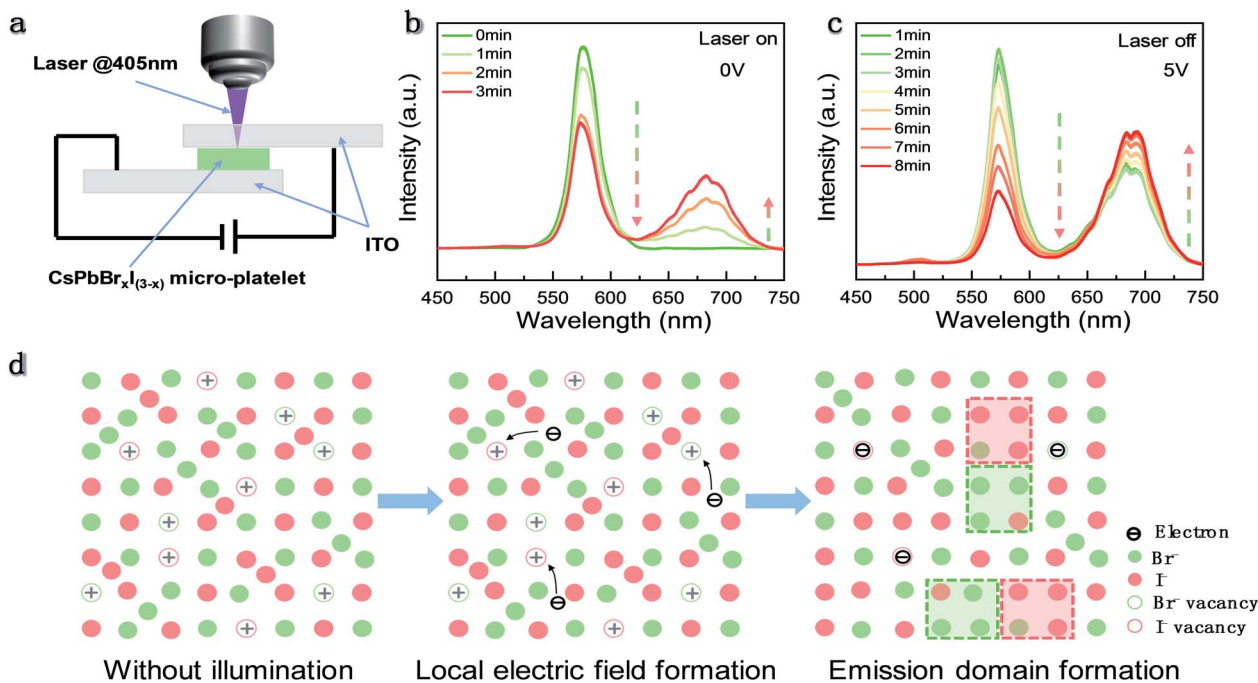 a
Laser @405nm
ITO
CsPbBrxI(3-x) micro-platelet
b
0min
1min
2min
3min
Laser on
0V
Intensity (a.u.)
450 500 550 600 650 700 750
Wavelength (nm)
c
1min
2min
3min
4min
5min
6min
7min
8min
Laser off
5V
Intensity (a.u.)
450 500 550 600 650 700 750
Wavelength (nm)
d
Electron
Br⁻
I⁻
Br⁻ vacancy
I⁻ vacancy
Without illumination
Local electric field formation
Emission domain formation